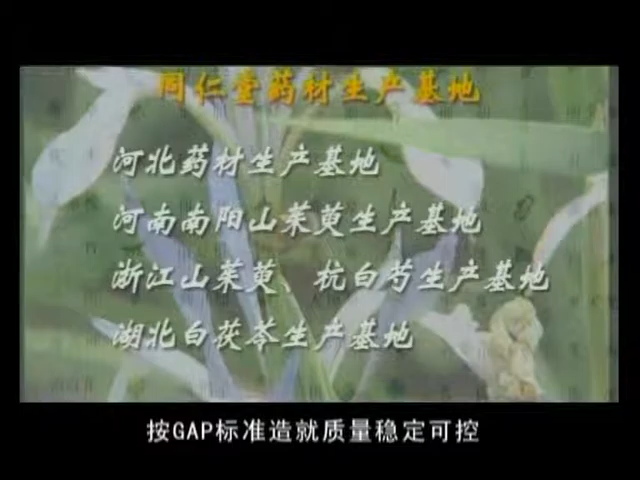 同仁堂药材生产基地
河北药材生产基地
河南南阳山茱萸生产基地
浙江山茱萸、杭白芍生产基地
湖北白茯苓生产基地
按GAP标准造就质量稳定可控